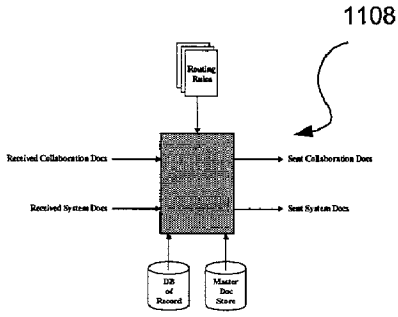 1108
Routing
Rules
Received Collaboration Docs
Sent Collaboration Docs
Received System Docs
Sent System Docs
DB
of
Record
Master
Doc
Store